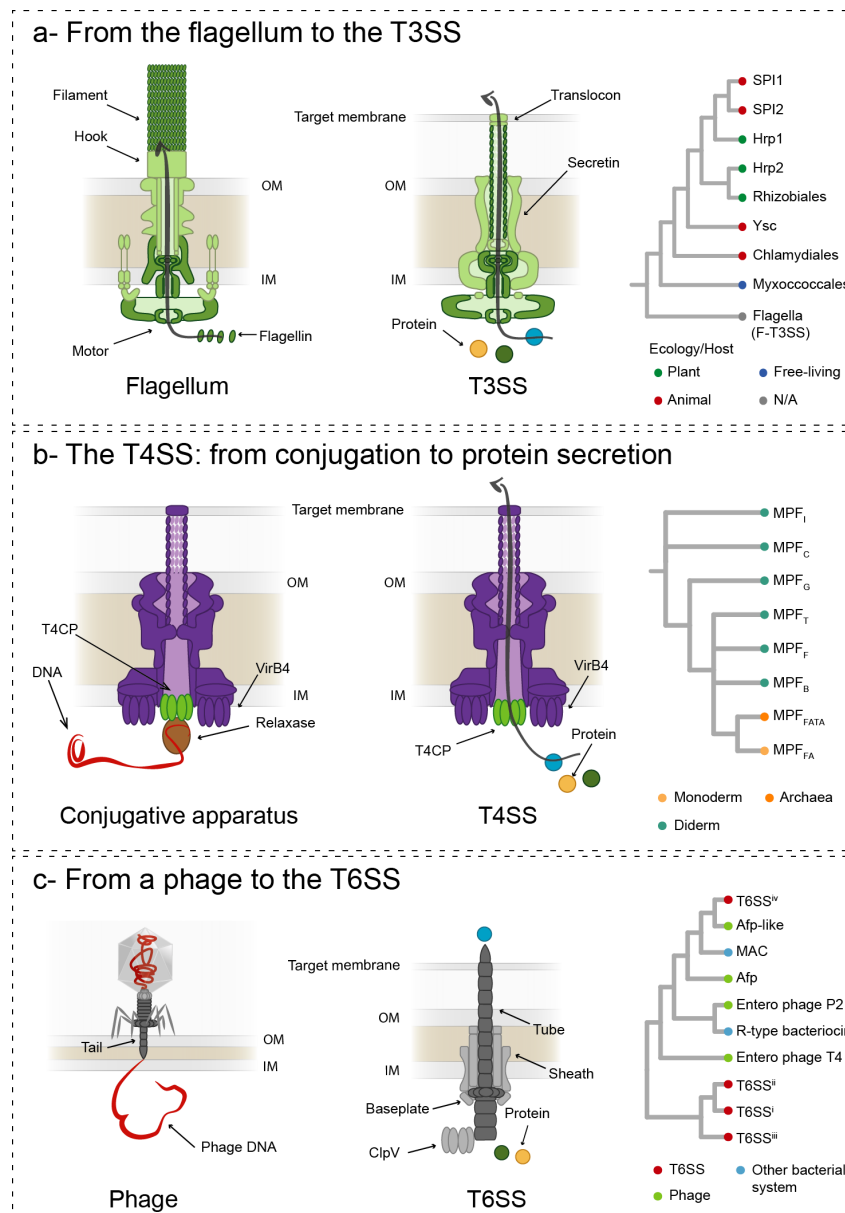 a- From the flagellum to the T3SS
Filament
Hook
OM
IM
Motor
Flagellin
Flagellum
Target membrane
Translocon
Secretin
OM
IM
Protein
T3SS
SPI1
SPI2
Hrp1
Hrp2
Rhizobiales
Ysc
Chlamydiales
Myxoccoccales
Flagella
(F-T3SS)
Ecology/Host
Plant
Free-living
Animal
N/A
b- The T4SS: from conjugation to protein secretion
Target membrane
OM
T4CP
DNA
VirB4
IM
Relaxase
Conjugative apparatus
OM
VirB4
IM
T4CP
Protein
T4SS
MPFI
MPFC
MPFG
MPFT
MPFF
MPFB
MPFFATA
MPFFA
Monoderm
Archaea
Diderm
c- From a phage to the T6SS
Tail
OM
IM
Phage DNA
Phage
Target membrane
OM
Tube
IM
Sheath
Baseplate
Protein
ClpV
T6SS
T6SSiv
Afp-like
MAC
Afp
Entero phage P2
R-type bacteriocin
Entero phage T4
T6SSii
T6SSi
T6SSiii
T6SS
Other bacterial
system
Phage